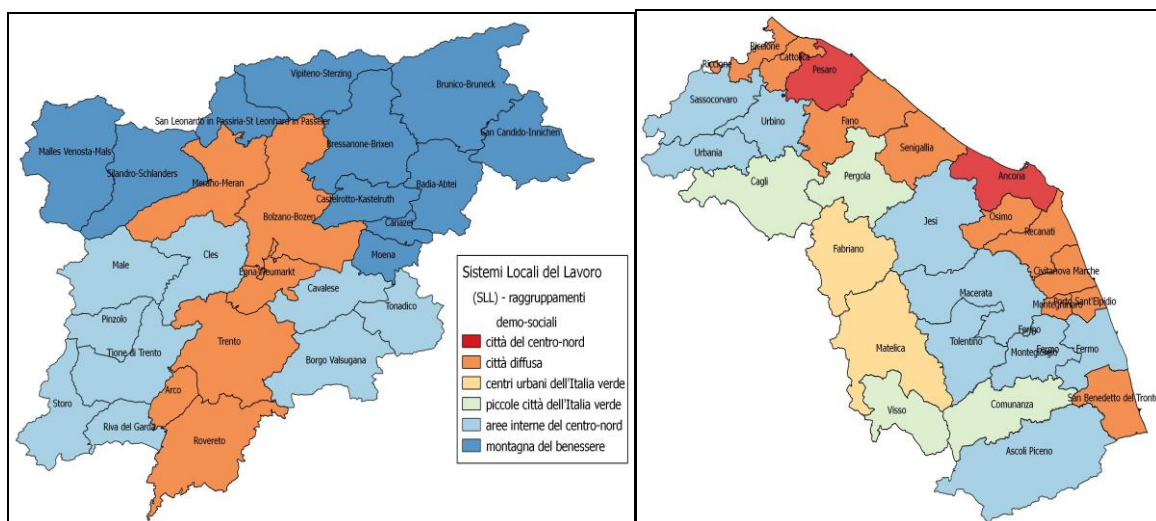 Vipiteno-Sterzing
Brunico-Bruneck
San Leonardo in Passiria-St Leonhard in Passeier
San Candido-Innichen
Malles Venosta-Mals
Bressanone-Brixen
Silandro-Schlanders
Merano-Meran
Badia-Abtei
Castelrotto-Kastelruth
Bolzano-Bozen
Canazei
Moena
Male
Cles
Egna-Neumarkt
Cavalese
Tonadico
Pinzolo
Trento
Tione di Trento
Borgo Valsugana
Arco
Storo
Riva del Garda
Rovereto
Sistemi Locali del Lavoro
(SLL) - raggruppamenti
demo-sociali
città del centro-nord
città diffusa
centri urbani dell'Italia verde
piccole città dell'Italia verde
aree interne del centro-nord
montagna del benessere
Riccione
Cattolica
Riccione
Pesaro
Sassocorvaro
Urbino
Fano
Urbania
Senigallia
Cagli
Pergola
Ancona
Jesi
Osimo
Recanati
Fabriano
Civitanova Marche
Macerata
Montegranaro
Porto Sant'Elpidio
Fermo
Tolentino
Matelica
Montegiorgio
Fermo
Fermo
Visso
Comunanza
San Benedetto del Tronto
Ascoli Piceno